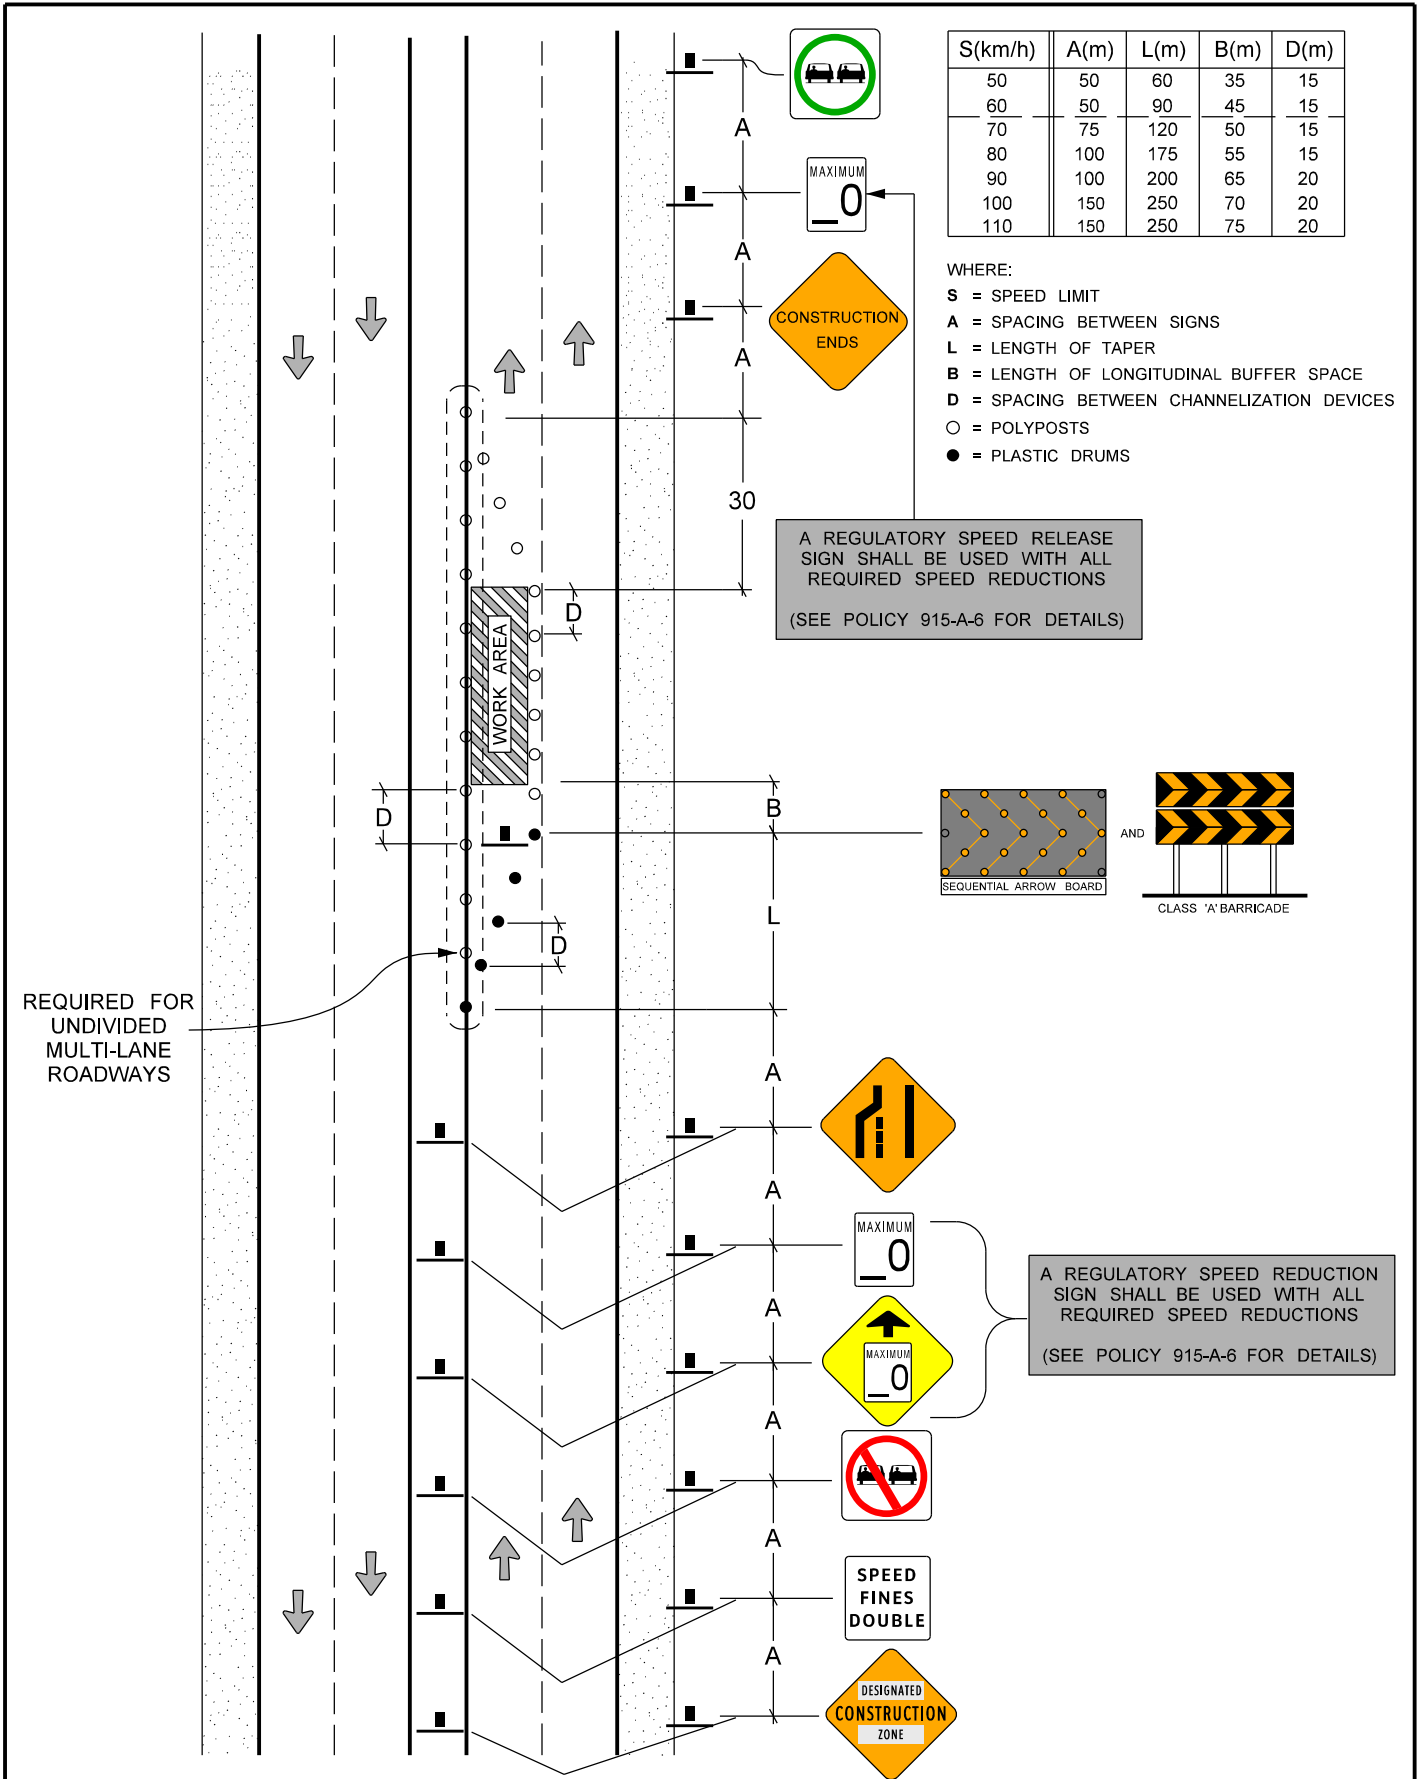 S(km/h) A(m) L(m) B(m) D(m)
50 50 60 35 15
60 50 90 45 15
70 75 120 50 15
80 100 175 55 15
90 100 200 65 20
100 150 250 70 20
110 150 250 75 20
WHERE:
S = SPEED LIMIT
A = SPACING BETWEEN SIGNS
L = LENGTH OF TAPER
B = LENGTH OF LONGITUDINAL BUFFER SPACE
D = SPACING BETWEEN CHANNELIZATION DEVICES
= POLYPOSTS
= PLASTIC DRUMS
A
MAXIMUM
_0
A
CONSTRUCTION
ENDS
A
30
A REGULATORY SPEED RELEASE
SIGN SHALL BE USED WITH ALL
REQUIRED SPEED REDUCTIONS
(SEE POLICY 915-A-6 FOR DETAILS)
D
WORK AREA
D
B
SEQUENTIAL ARROW BOARD
AND
CLASS 'A' BARRICADE
L
D
REQUIRED FOR
UNDIVIDED
MULTI-LANE
ROADWAYS
A
A
MAXIMUM
_0
A
MAXIMUM
_0
A REGULATORY SPEED REDUCTION
SIGN SHALL BE USED WITH ALL
REQUIRED SPEED REDUCTIONS
(SEE POLICY 915-A-6 FOR DETAILS)
A
A
SPEED
FINES
DOUBLE
A
DESIGNATED
CONSTRUCTION
ZONE